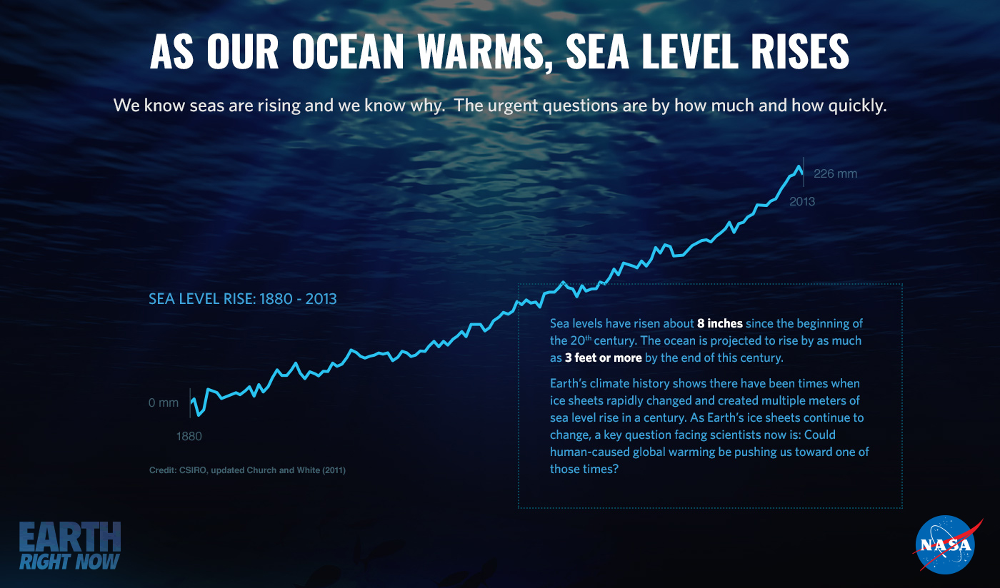 AS OUR OCEAN WARMS, SEA LEVEL RISES
We know seas are rising and we know why. The urgent questions are by how much and how quickly.
226 mm
2013
SEA LEVEL RISE: 1880 - 2013
0 mm
1880
Credit: CSIRO, updated Church and White (2011)
Sea levels have risen about 8 inches since the beginning of
the 20th century. The ocean is projected to rise by as much
as 3 feet or more by the end of this century.
Earth's climate history shows there have been times when
ice sheets rapidly changed and created multiple meters of
sea level rise in a century. As Earth's ice sheets continue to
change, a key question facing scientists now is: Could
human-caused global warming be pushing us toward one of
those times?
EARTH
RIGHT NOW
NASA